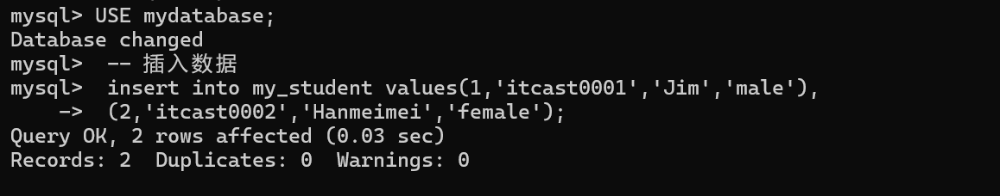 mysql> USE mydatabase;
Database changed
mysql>  -- 插入数据
mysql>  insert into my_student values(1,'itcast0001','Jim','male'),
    ->  (2,'itcast0002','Hanmeimei','female');
Query OK, 2 rows affected (0.03 sec)
Records: 2  Duplicates: 0  Warnings: 0